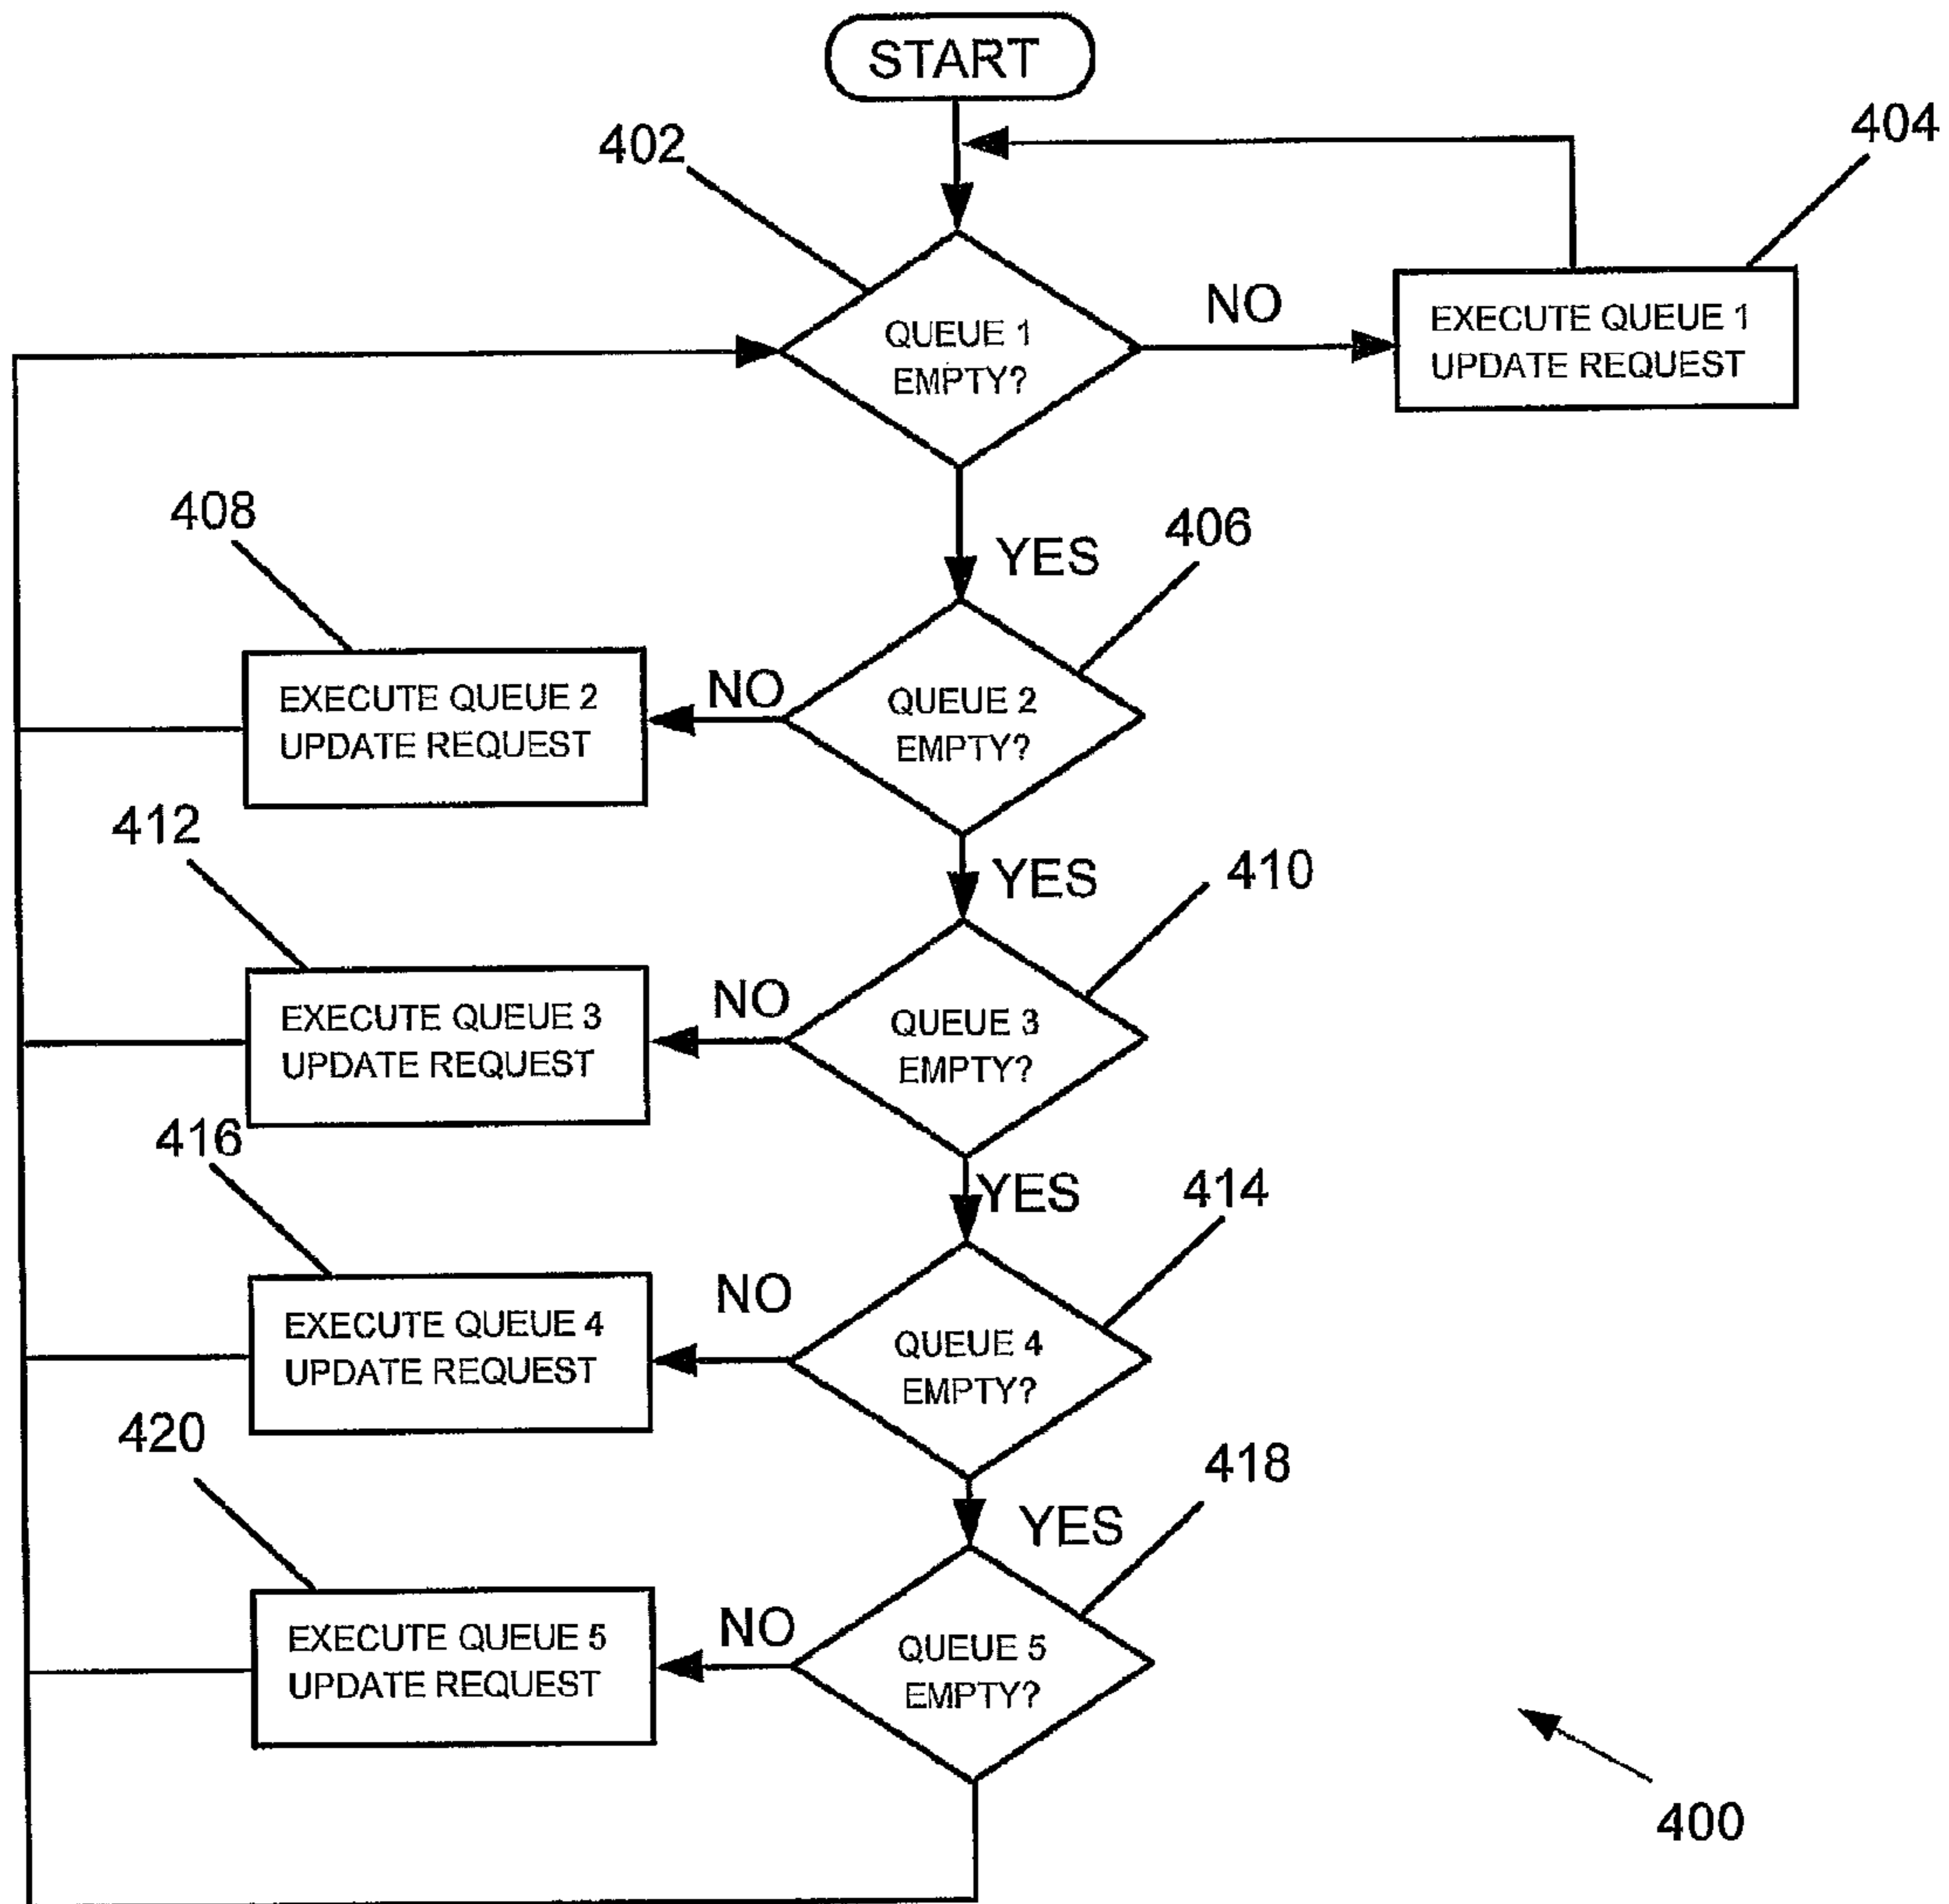 START
404
402
NO
QUEUE 1
EMPTY?
EXECUTE QUEUE 1
UPDATE REQUEST
408
YES
406
EXECUTE QUEUE 2
UPDATE REQUEST
NO
QUEUE 2
EMPTY?
412
YES
410
EXECUTE QUEUE 3
UPDATE REQUEST
NO
QUEUE 3
EMPTY?
416
YES
414
EXECUTE QUEUE 4
UPDATE REQUEST
NO
QUEUE 4
EMPTY?
420
YES
418
EXECUTE QUEUE 5
UPDATE REQUEST
NO
QUEUE 5
EMPTY?
400